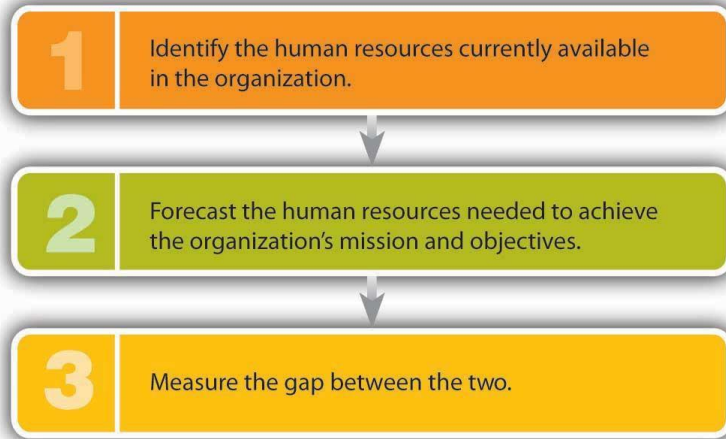 1
Identify the human resources currently available
in the organization.
2
Forecast the human resources needed to achieve
the organization’s mission and objectives.
3
Measure the gap between the two.